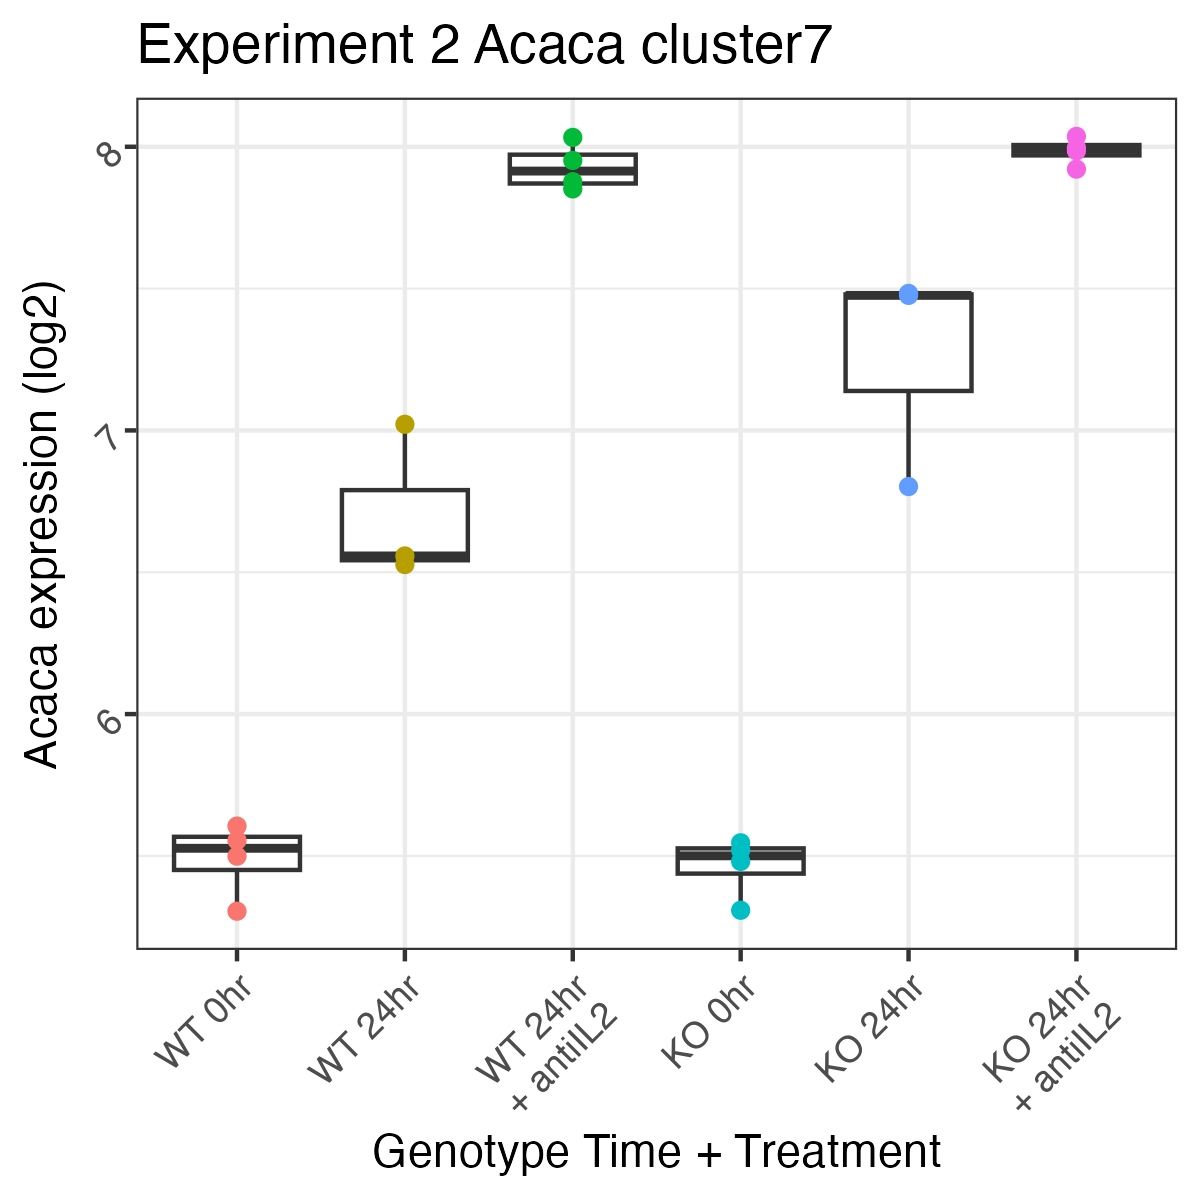 Experiment 2 Acaca cluster7
Acaca expression (log2)
8
7
6
WT 0hr
WT 24hr
WT 24hr
+ antiIL2
KO 0hr
KO 24hr
KO 24hr
+ antiIL2
Genotype Time + Treatment